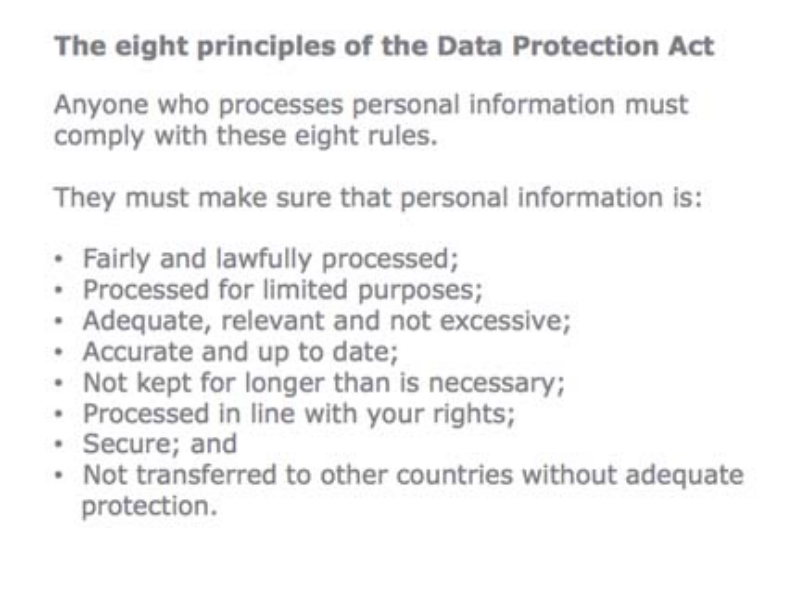 The eight principles of the Data Protection Act
Anyone who processes personal information must
comply with these eight rules.
They must make sure that personal information is:
• Fairly and lawfully processed;
• Processed for limited purposes;
• Adequate, relevant and not excessive;
• Accurate and up to date;
• Not kept for longer than is necessary;
• Processed in line with your rights;
• Secure; and
• Not transferred to other countries without adequate
protection.